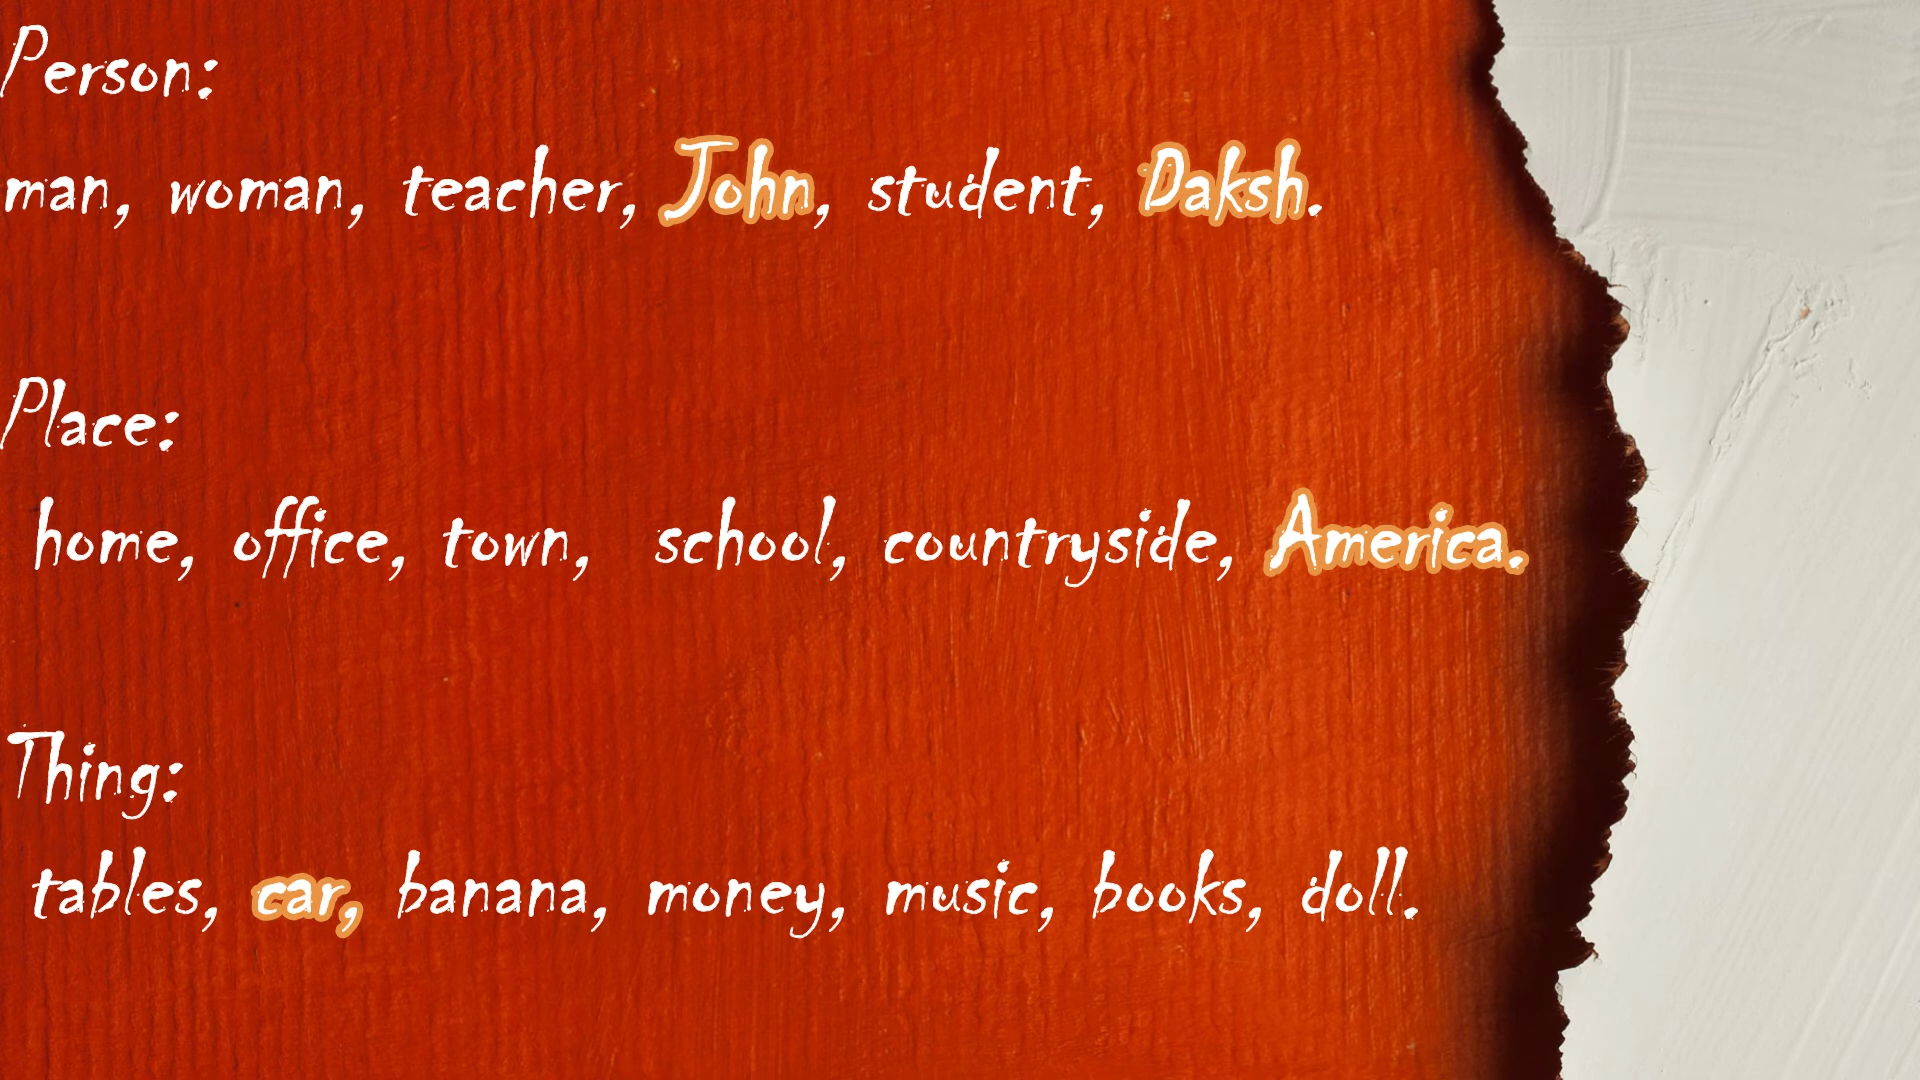 Person:
man, woman, teacher, John, student, Daksh.
Place:
home, office, town, school, countryside, America.
Thing:
tables, car, banana, money, music, books, doll.